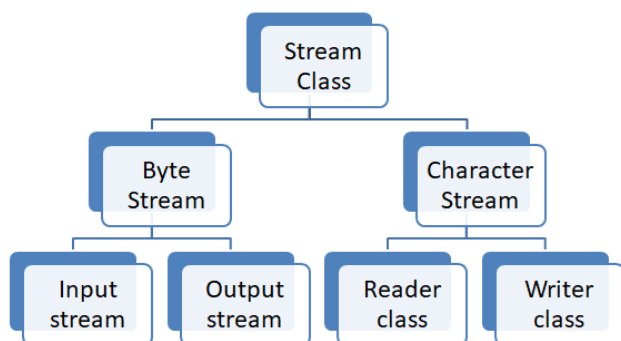 Stream
Class
Byte
Stream
Character
Stream
Input
stream
Output
stream
Reader
class
Writer
class